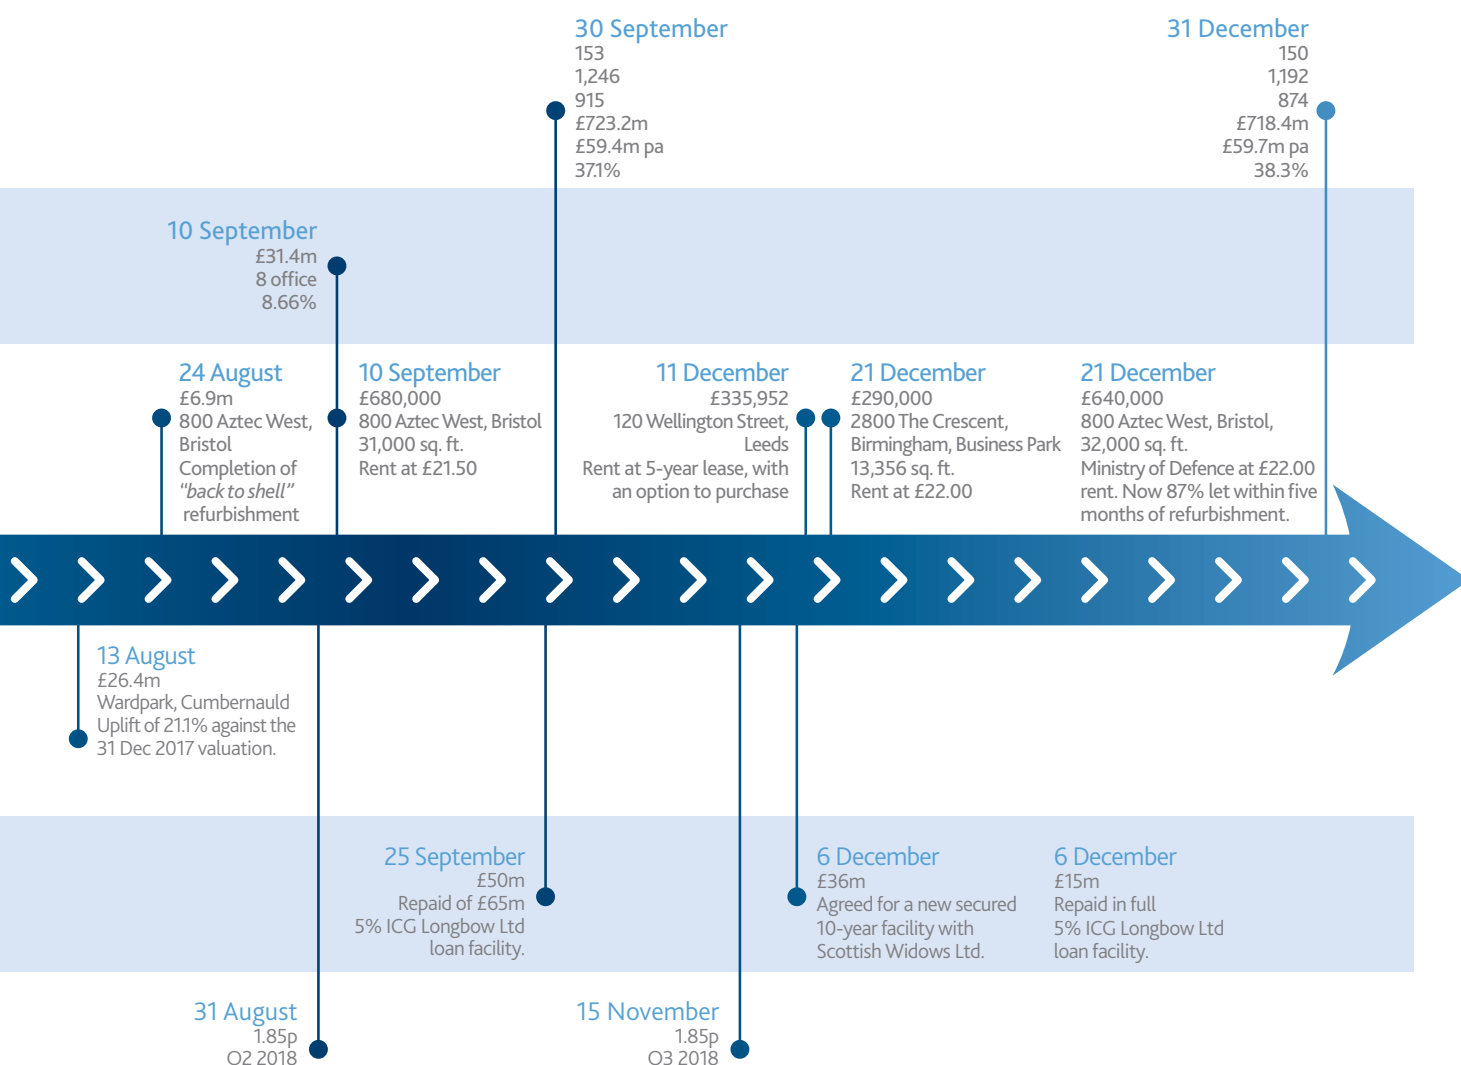 30 September
153
1,246
915
£723.2m
£59.4m pa
37.1%
31 December
150
1,192
874
£718.4m
£59.7m pa
38.3%
10 September
£31.4m
8 office
8.66%
24 August
£6.9m
800 Aztec West,
Bristol
Completion of
"back to shell"
refurbishment
10 September
£680,000
800 Aztec West, Bristol
31,000 sq. ft.
Rent at £21.50
11 December
£335,952
120 Wellington Street,
Leeds
Rent at 5-year lease, with
an option to purchase
21 December
£290,000
2800 The Crescent,
Birmingham, Business Park
13,356 sq. ft.
Rent at £22.00
21 December
£640,000
800 Aztec West, Bristol,
32,000 sq. ft.
Ministry of Defence at £22.00
rent. Now 87% let within five
months of refurbishment.
13 August
£26.4m
Wardpark, Cumbernauld
Uplift of 21.1% against the
31 Dec 2017 valuation.
25 September
£50m
Repaid of £65m
5% ICG Longbow Ltd
loan facility.
6 December
£36m
Agreed for a new secured
10-year facility with
Scottish Widows Ltd.
6 December
£15m
Repaid in full
5% ICG Longbow Ltd
loan facility.
31 August
1.85p
Q2 2018
15 November
1.85p
Q3 2018